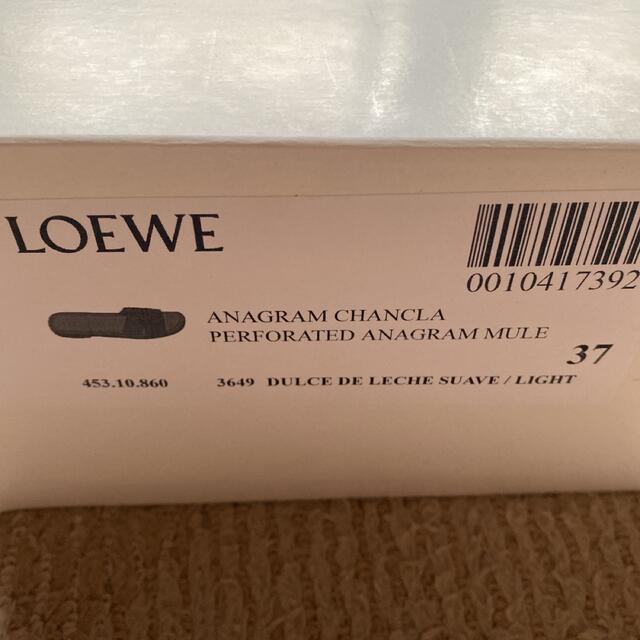 LOEWE
0010417392
ANAGRAM CHANCLA
PERFORATED ANAGRAM MULE
37
453.10.860 3649 DULCE DE LECHE SUAVE / LIGHT